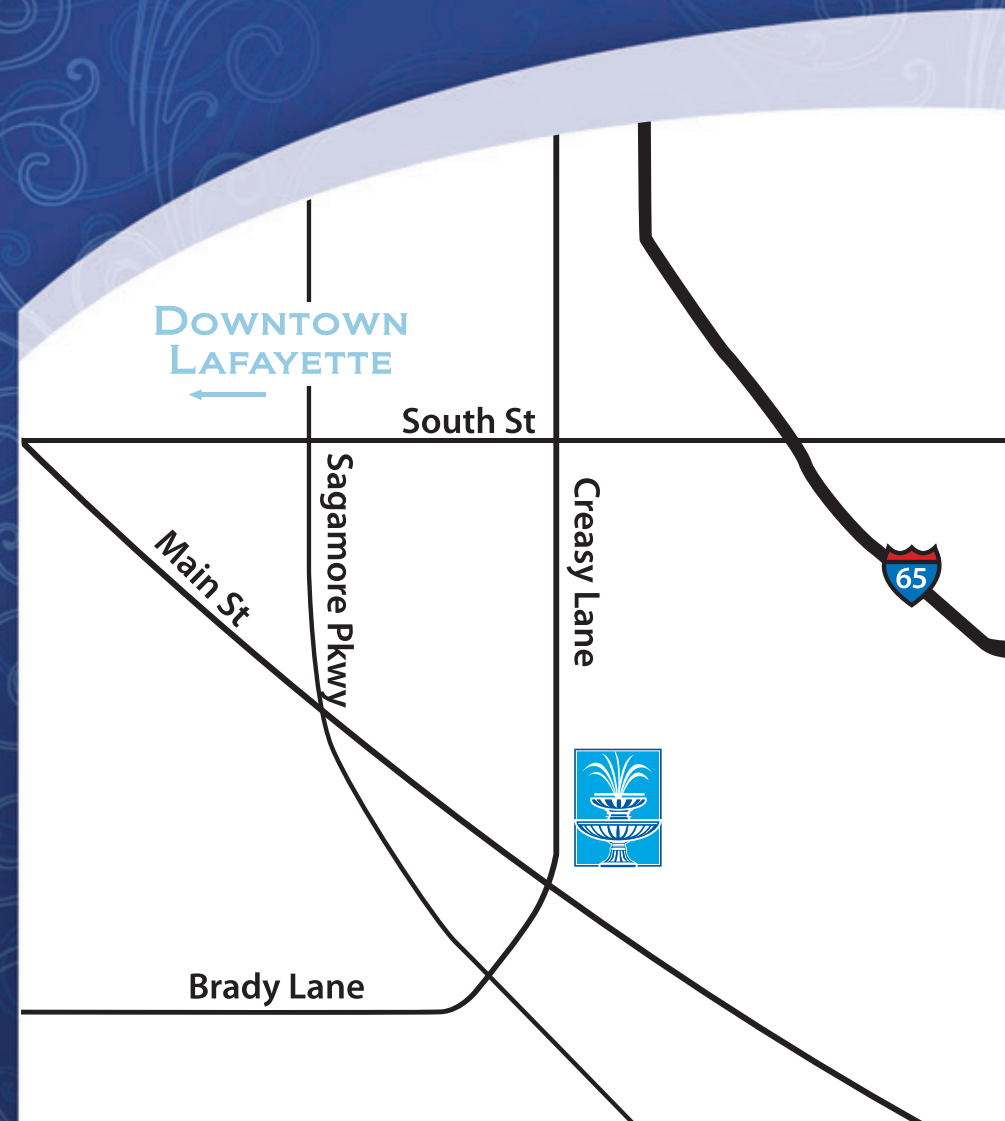 DOWNTOWN
LAFAYETTE
South St
Sagamore Pkwy
Creasy Lane
Main St
65
Brady Lane